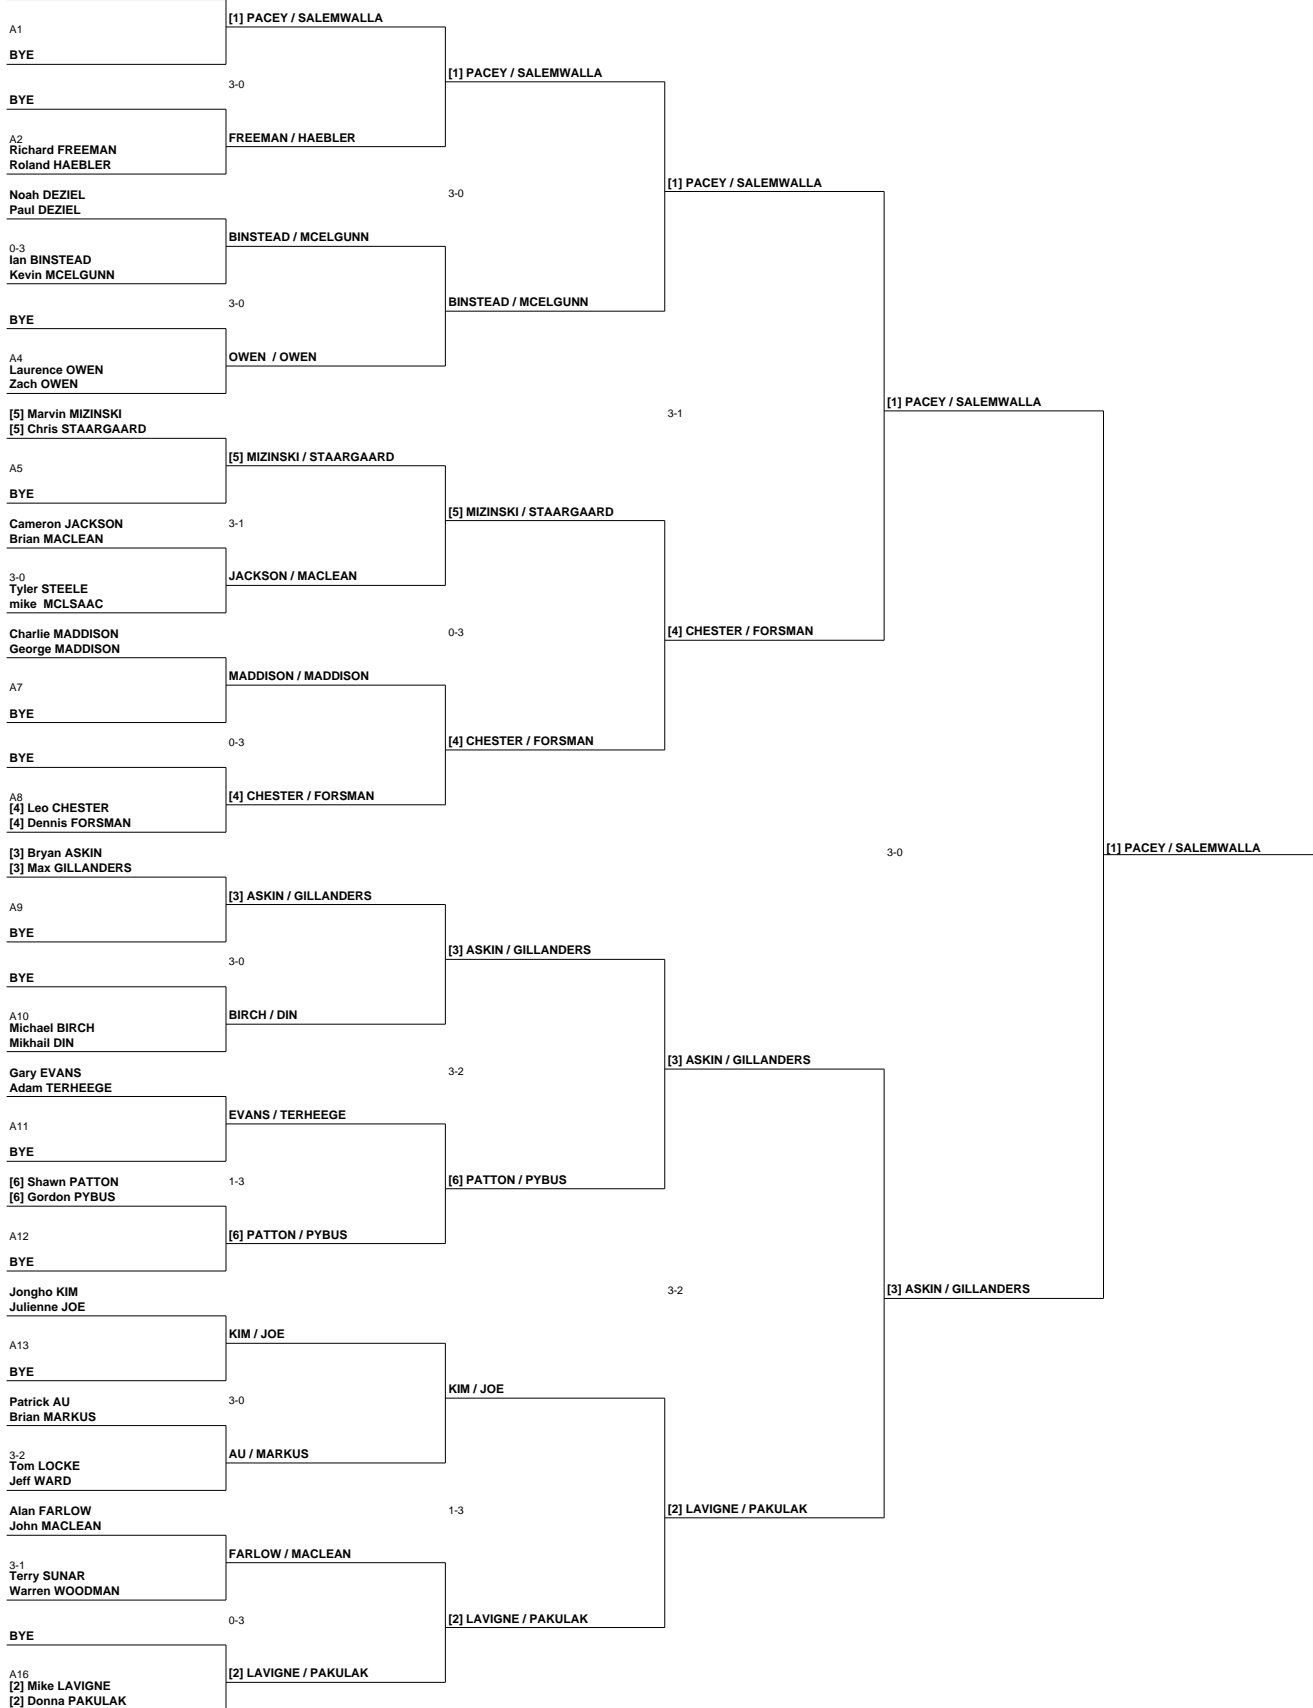 [1] PACEY / SALEMWALLA
A1
BYE
[1] PACEY / SALEMWALLA
3-0
BYE
A2
FREEMAN / HAEBLER
Richard FREEMAN
Roland HAEBLER
[1] PACEY / SALEMWALLA
Noah DEZIEL
3-0
Paul DEZIEL
BINSTEAD / MCELGUNN
0-3
Ian BINSTEAD
Kevin MCELGUNN
3-0
BINSTEAD / MCELGUNN
BYE
A4
OWEN  / OWEN
Laurence OWEN
Zach OWEN
[1] PACEY / SALEMWALLA
[5] Marvin MIZINSKI
3-1
[5] Chris STAARGAARD
[5] MIZINSKI / STAARGAARD
A5
BYE
[5] MIZINSKI / STAARGAARD
Cameron JACKSON
3-1
Brian MACLEAN
3-0
JACKSON / MACLEAN
Tyler STEELE
mike  MCLSAAC
Charlie MADDISON
0-3
[4] CHESTER / FORSMAN
George MADDISON
MADDISON / MADDISON
A7
BYE
0-3
[4] CHESTER / FORSMAN
BYE
A8
[4] CHESTER / FORSMAN
[4] Leo CHESTER
[4] Dennis FORSMAN
[1] PACEY / SALEMWALLA
[3] Bryan ASKIN
3-0
[3] Max GILLANDERS
[3] ASKIN / GILLANDERS
A9
BYE
[3] ASKIN / GILLANDERS
3-0
BYE
A10
BIRCH / DIN
Michael BIRCH
Mikhail DIN
[3] ASKIN / GILLANDERS
Gary EVANS
3-2
Adam TERHEEGE
EVANS / TERHEEGE
A11
BYE
[6] Shawn PATTON
1-3
[6] PATTON / PYBUS
[6] Gordon PYBUS
A12
[6] PATTON / PYBUS
BYE
Jongho KIM
3-2
[3] ASKIN / GILLANDERS
Julienne JOE
KIM / JOE
A13
BYE
KIM / JOE
Patrick AU
3-0
Brian MARKUS
3-2
AU / MARKUS
Tom LOCKE
Jeff WARD
Alan FARLOW
1-3
[2] LAVIGNE / PAKULAK
John MACLEAN
FARLOW / MACLEAN
3-1
Terry SUNAR
Warren WOODMAN
0-3
[2] LAVIGNE / PAKULAK
BYE
A16
[2] LAVIGNE / PAKULAK
[2] Mike LAVIGNE
[2] Donna PAKULAK